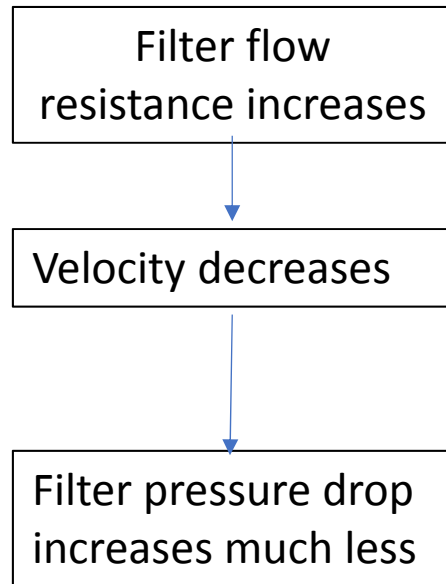 Filter flow
resistance increases
Velocity decreases
Filter pressure drop
increases much less